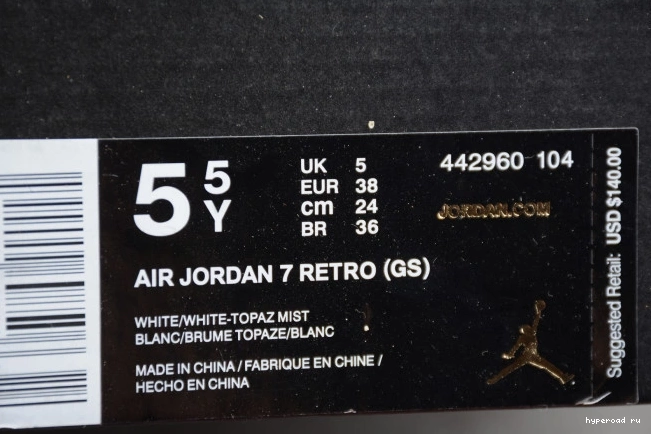 5 5 Y
UK 5
EUR 38
cm 24
BR 36
442960 104
JORDAN.COM
AIR JORDAN 7 RETRO (GS)
WHITE/WHITE-TOPAZ MIST
BLANC/BRUME TOPAZE/BLANC
MADE IN CHINA / FABRIQUE EN CHINE /
HECHO EN CHINA
Suggested Retail: USD $140.00
hyperoad ru